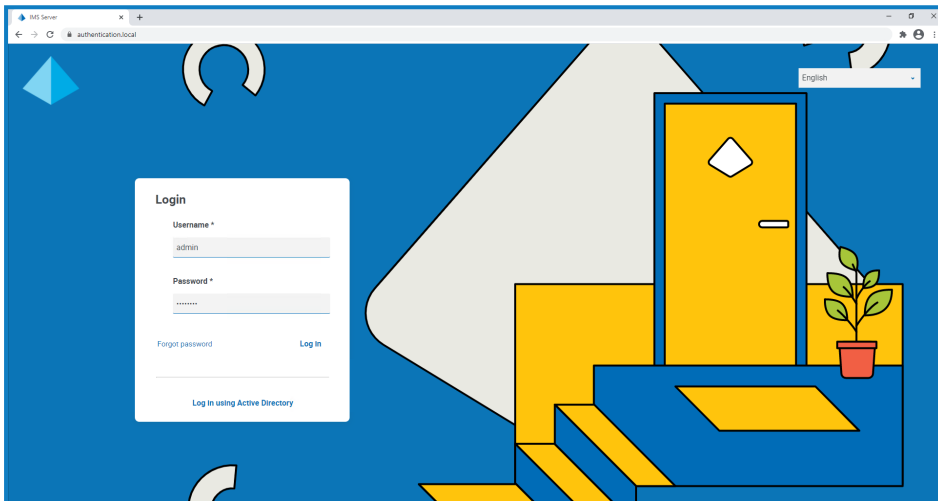 IMS Server
authentication.local
English
Login
Username *
admin
Password *
........
Forgot password
Log in
Log in using Active Directory